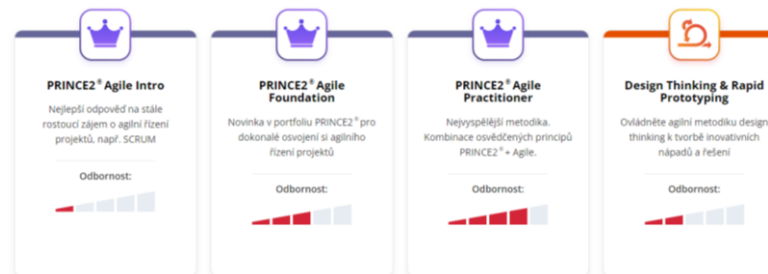 PRINCE2® Agile Intro
Nejlepší odpověď na stále
rostoucí zájem o agilní řízení
projektů, např. SCRUM
Odbornost:
PRINCE2® Agile
Foundation
Novinka v portfoliu PRINCE2® pro
dokonalé osvojení si agilního
řízení projektů
Odbornost:
PRINCE2® Agile
Practitioner
Nejvyspělější metodika.
Kombinace osvědčených principů
PRINCE2® + Agile.
Odbornost:
Design Thinking & Rapid
Prototyping
Ovládněte agilní metodiku design
thinking k tvorbě inovativních
nápadů a řešení
Odbornost: